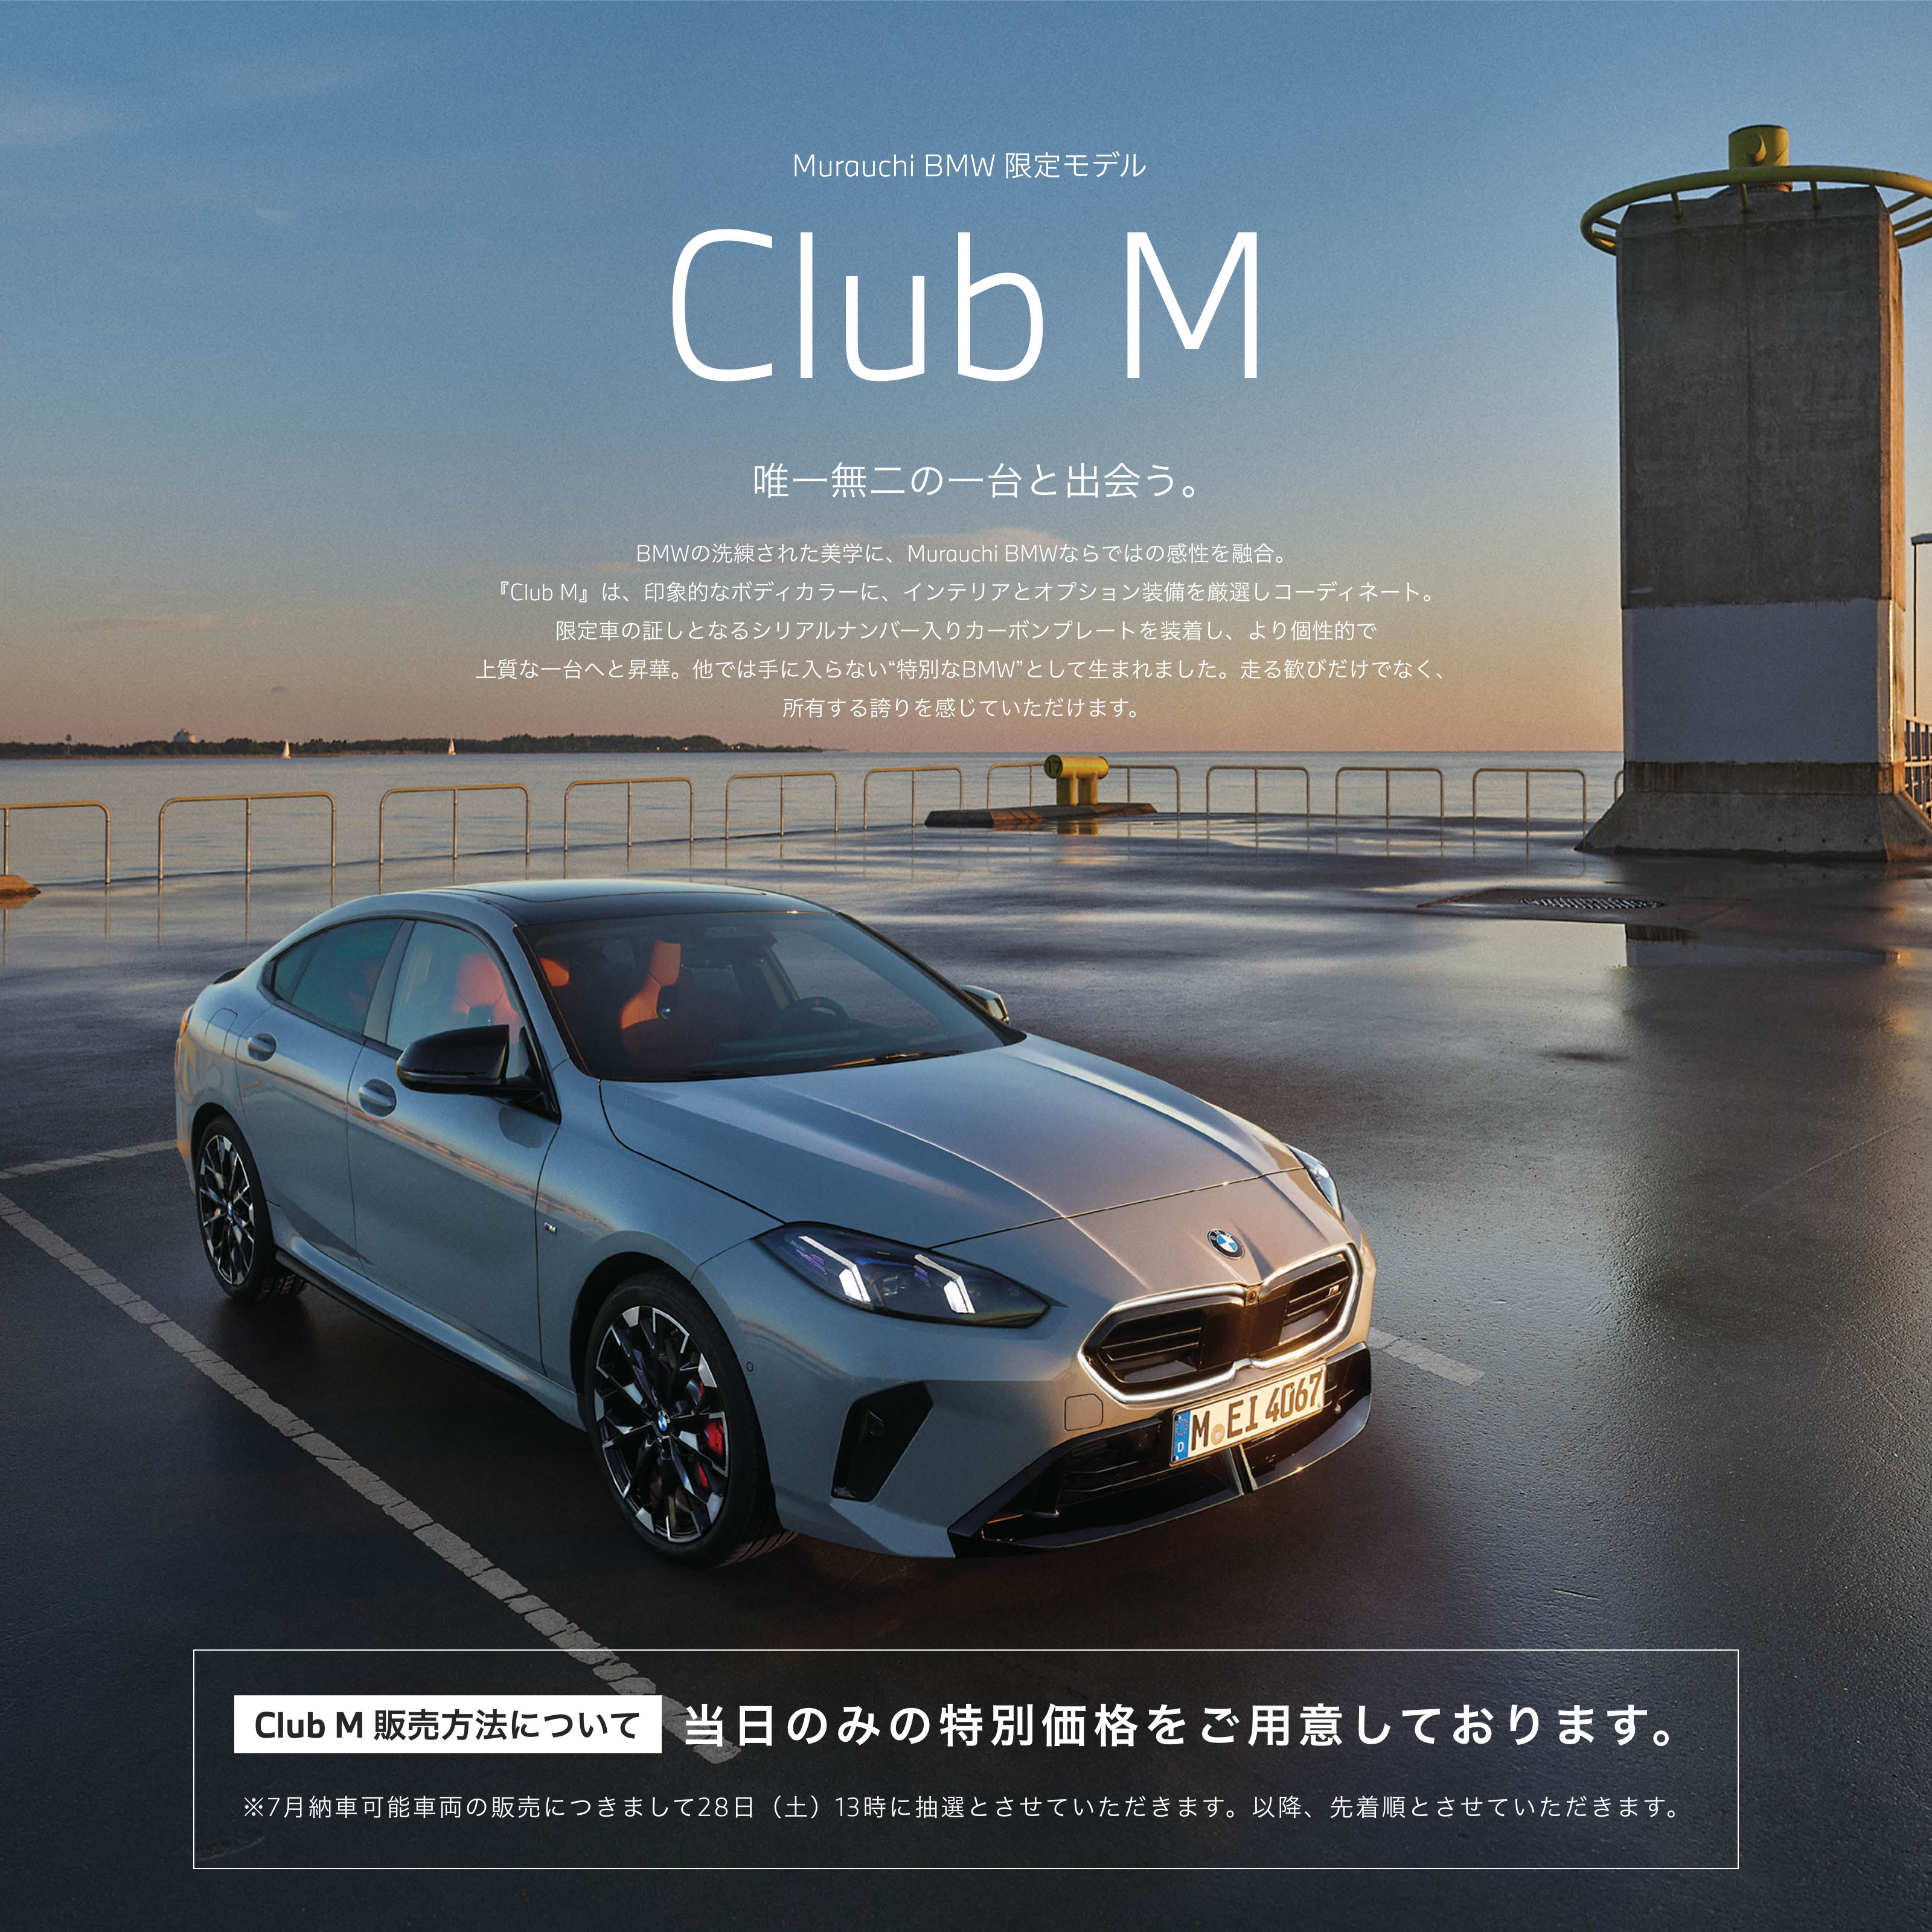 Murauchi BMW 限定モデル
Club M
唯一無二の一台と出会う。
BMWの洗練された美学に、Murauchi BMWならではの感性を融合。
『Club M』は、印象的なボディカラーに、インテリアとオプション装備を厳選しコーディネート。
限定車の証しとなるシリアルナンバー入りカーボンプレートを装着し、より個性的で
上質な一台へと昇華。他では手に入らない“特別なBMW”として生まれました。走る歓びだけでなく、
所有する誇りを感じていただけます。
17
M EI 4067
D
Club M 販売方法について 当日のみの特別価格をご用意しております。
※7月納車可能車両の販売につきまして28日（土）13時に抽選とさせていただきます。以降、先着順とさせていただきます。